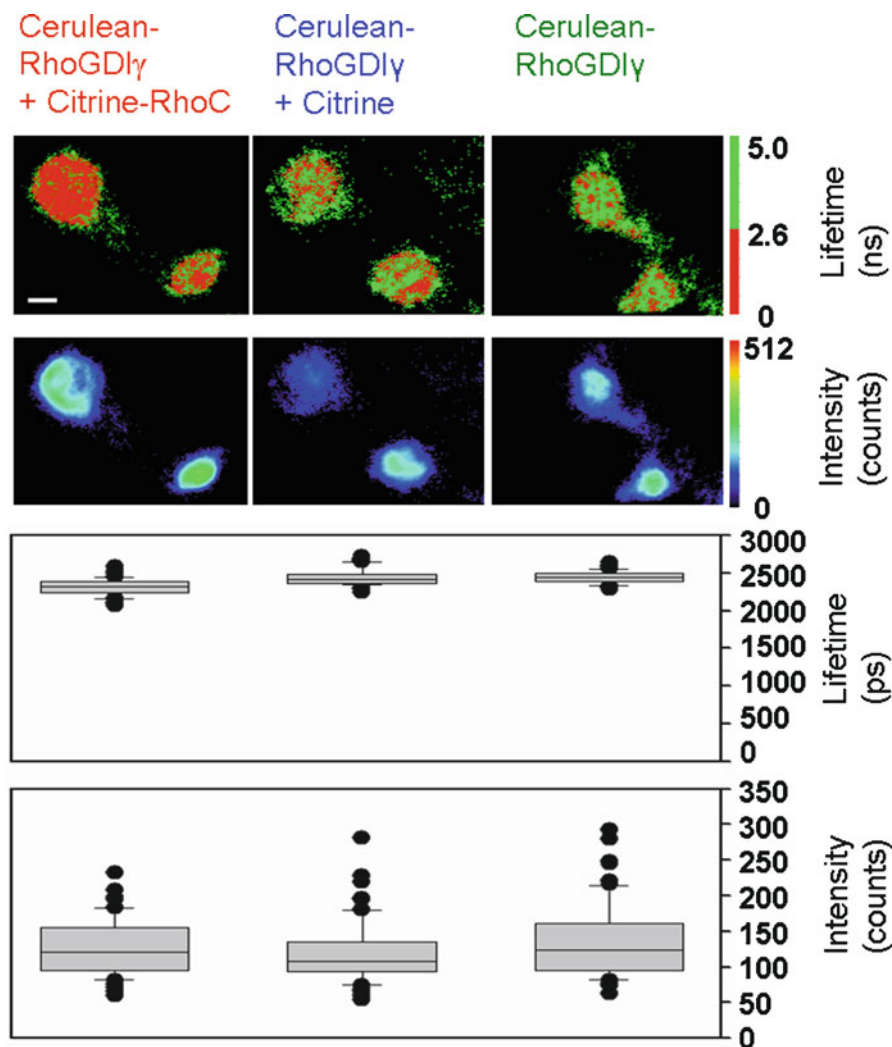 Cerulean-
RhoGDIγ
+ Citrine-RhoC
Cerulean-
RhoGDIγ
+ Citrine
Cerulean-
RhoGDIγ
5.0
2.6
0
Lifetime
(ns)
512
0
Intensity
(counts)
3000
2500
2000
1500
1000
500
0
Lifetime
(ps)
350
300
250
200
150
100
50
0
Intensity
(counts)